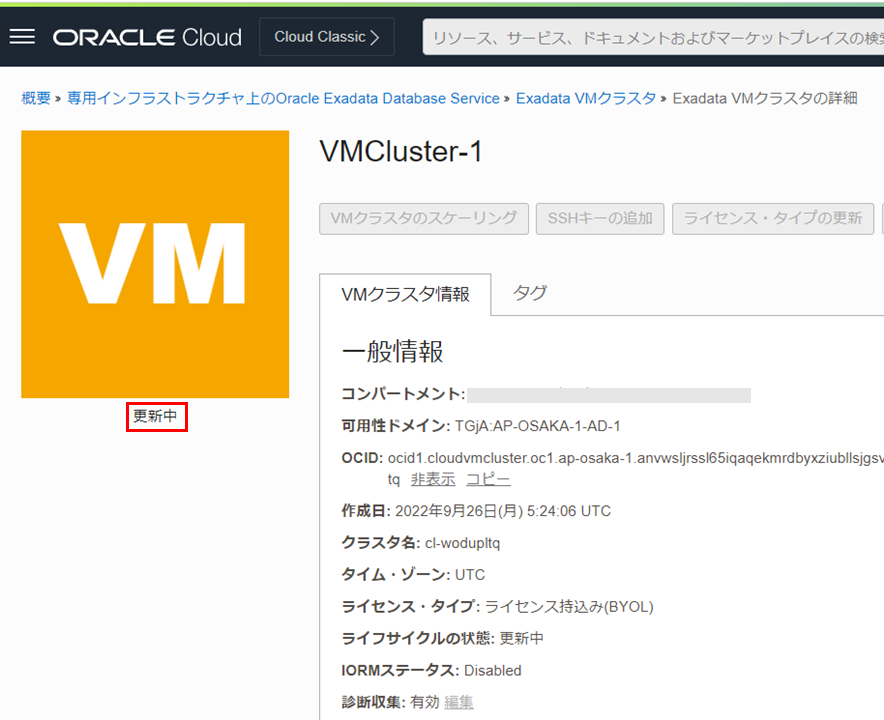 ORACLE Cloud
Cloud Classic
リソース、サービス、ドキュメントおよびマーケットプレイスの検
概要 » 専用インフラストラクチャ上のOracle Exadata Database Service » Exadata VMクラスタ » Exadata VMクラスタの詳細
VM
更新中
VMCluster-1
VMクラスタのスケーリング
SSHキーの追加
ライセンス・タイプの更新
VMクラスタ情報
タグ
一般情報
コンパートメント:
可用性ドメイン: TGjA:AP-OSAKA-1-AD-1
OCID: ocid1.cloudvmcluster.oc1.ap-osaka-1.anvwsljrssl65iqaqekmrdbyxziubllsjgsv
tq 非表示 コピー
作成日: 2022年9月26日(月) 5:24:06 UTC
クラスタ名: cl-wodupltq
タイム・ゾーン: UTC
ライセンス・タイプ: ライセンス持込み(BYOL)
ライフサイクルの状態: 更新中
IORMステータス: Disabled
診断収集: 有効 編集